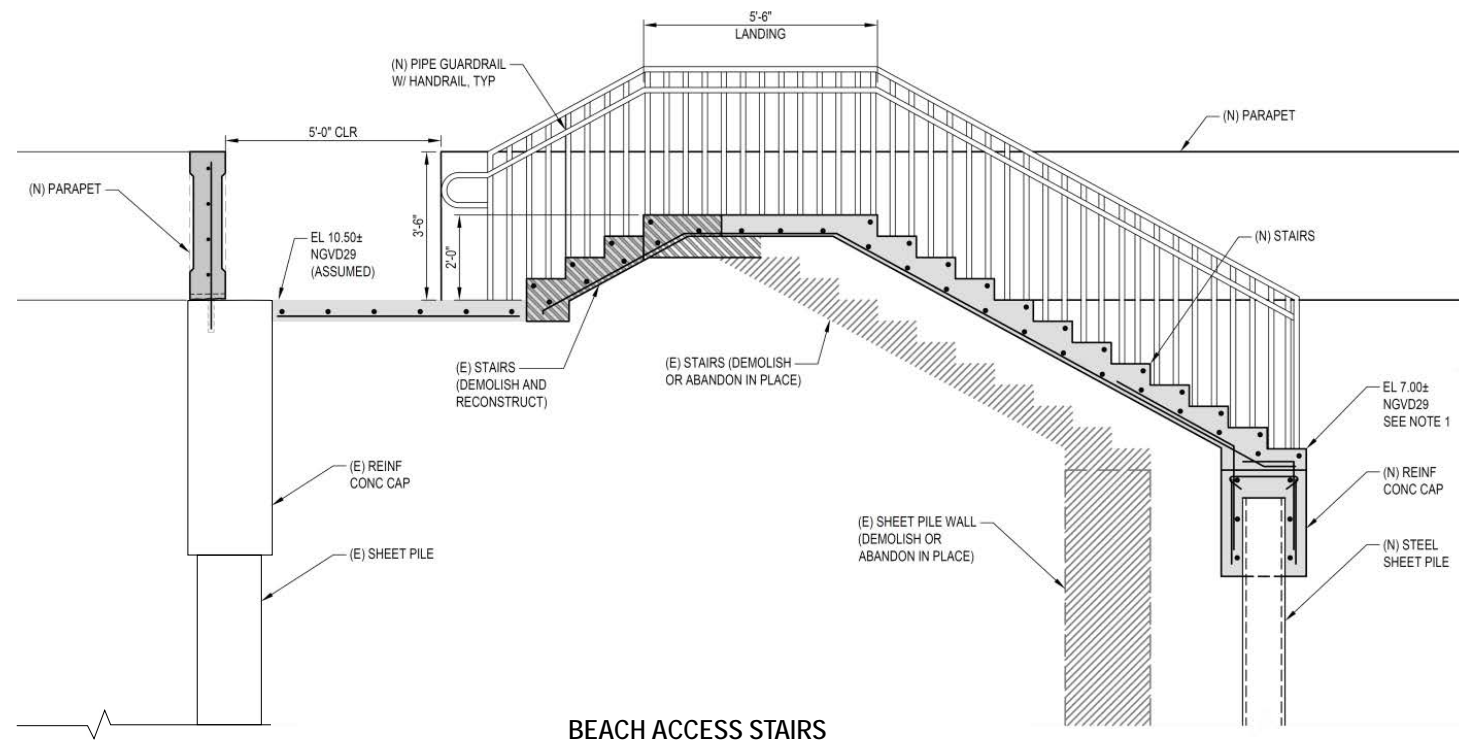 5'-6"
LANDING
(N) PIPE GUARDRAIL
W/ HANDRAIL, TYP
(N) PARAPET
5'-0" CLR
(N) PARAPET
3'-6"
2'-0"
EL 10.50±
NGVD29
(ASSUMED)
(N) STAIRS
(E) STAIRS
(DEMOLISH AND
RECONSTRUCT)
(E) STAIRS (DEMOLISH
OR ABANDON IN PLACE)
EL 7.00±
NGVD29
SEE NOTE 1
(E) REINF
CONC CAP
(N) REINF
CONC CAP
(E) SHEET PILE WALL
(DEMOLISH OR
ABANDON IN PLACE)
(E) SHEET PILE
(N) STEEL
SHEET PILE
BEACH ACCESS STAIRS